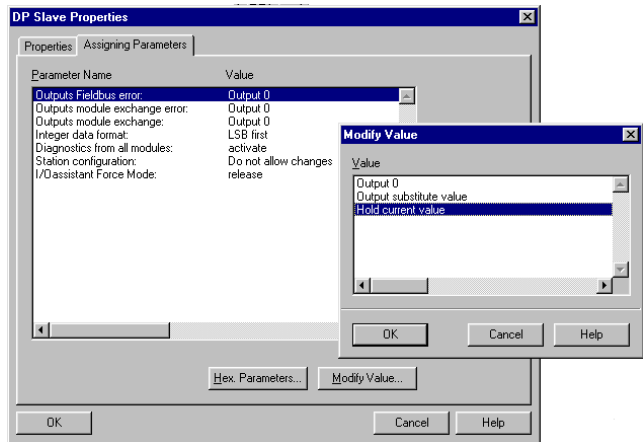 DP Slave Properties
Properties
Assigning Parameters
Parameter Name Value
Outputs Fieldbus error: Output 0
Outputs module exchange error: Output 0
Outputs module exchange: Output 0
Integer data format: LSB first
Diagnostics from all modules: activate
Station configuration: Do not allow changes
I/Oassistant Force Mode: release
Hex. Parameters...
Modify Value...
OK
Cancel
Help
Modify Value
Value
Output 0
Output substitute value
Hold current value
OK
Cancel
Help